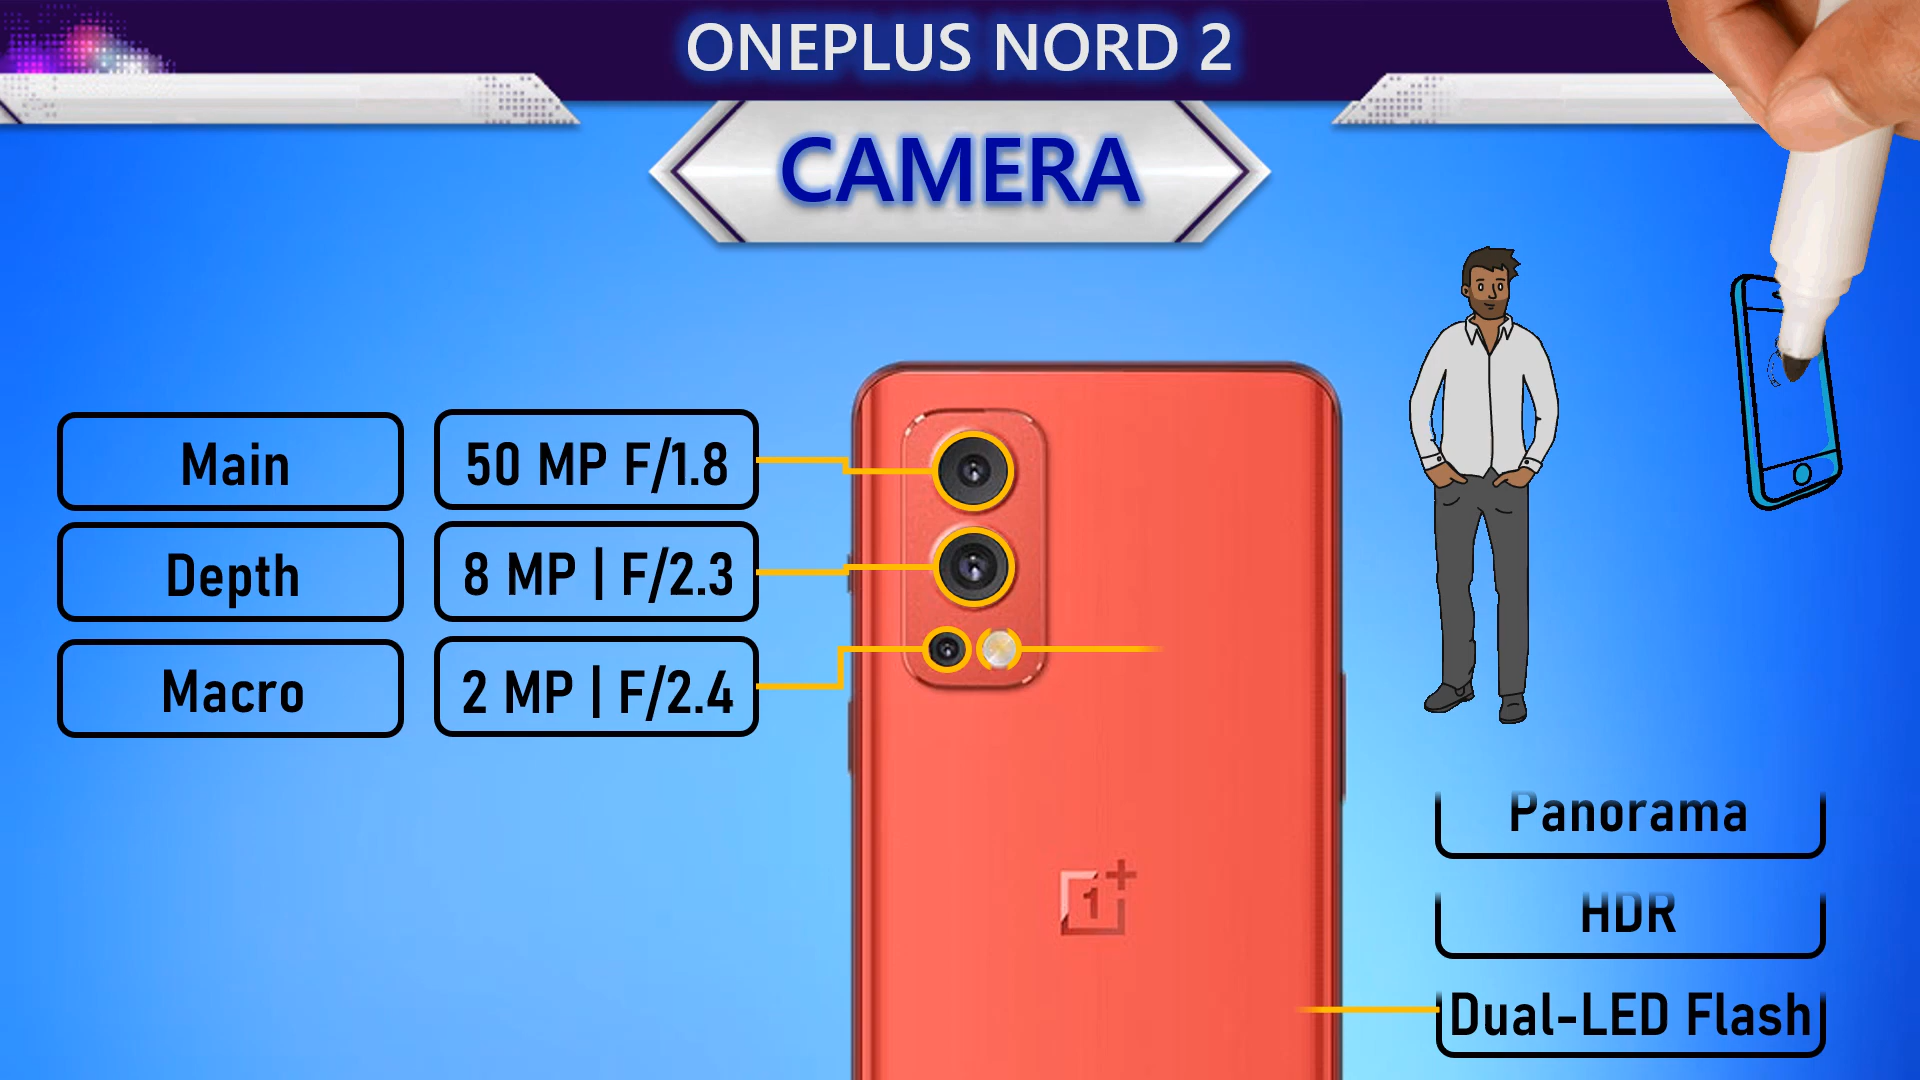 ONEPLUS NORD 2
CAMERA
Main
50 MP F/1.8
Depth
8 MP | F/2.3
Macro
2 MP | F/2.4
1+
Panorama
HDR
Dual-LED Flash